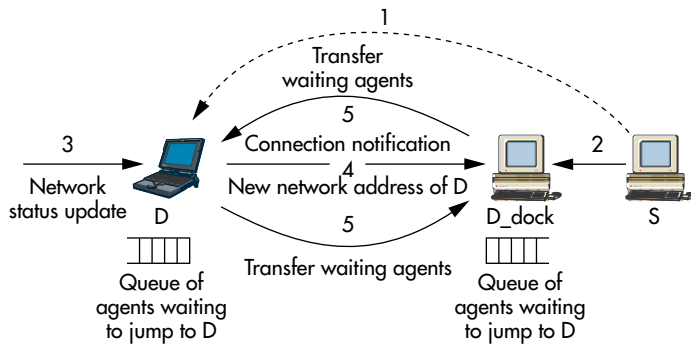 1
Transfer
waiting agents
5
3
Connection notification
2
4
Network
status update
New network address of D
D
D_dock
S
5
Transfer waiting agents
Queue of
agents waiting
to jump to D
Queue of
agents waiting
to jump to D